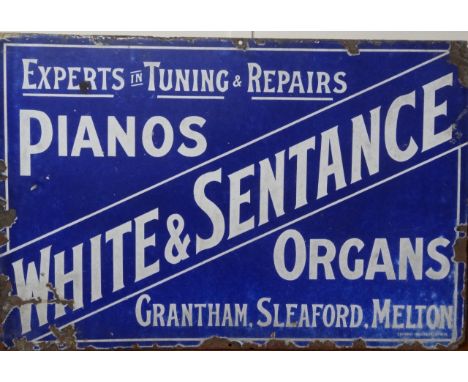 EXPERTS IN TUNING & REPAIRS
PIANOS
WHITE & SENTANCE
ORGANS
GRANTHAM, SLEAFORD, MELTON